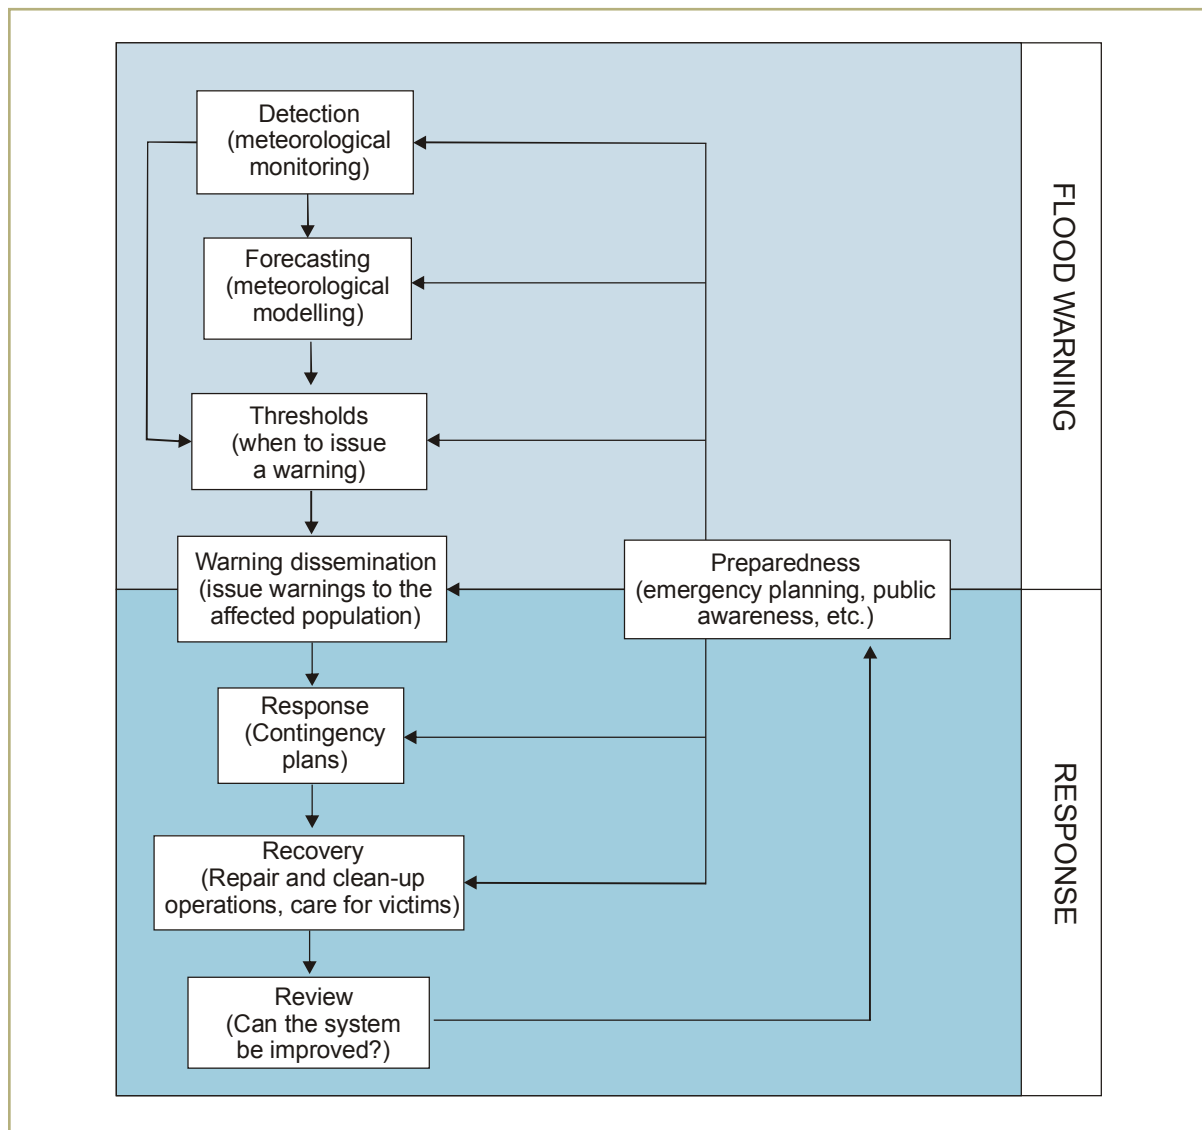 Detection
(meteorological
monitoring)
Forecasting
(meteorological
modelling)
Thresholds
(when to issue
a warning)
Warning dissemination
(issue warnings to the
affected population)
Preparedness
(emergency planning, public
awareness, etc.)
Response
(Contingency
plans)
Recovery
(Repair and clean-up
operations, care for victims)
Review
(Can the system
be improved?)
FLOOD WARNING
RESPONSE